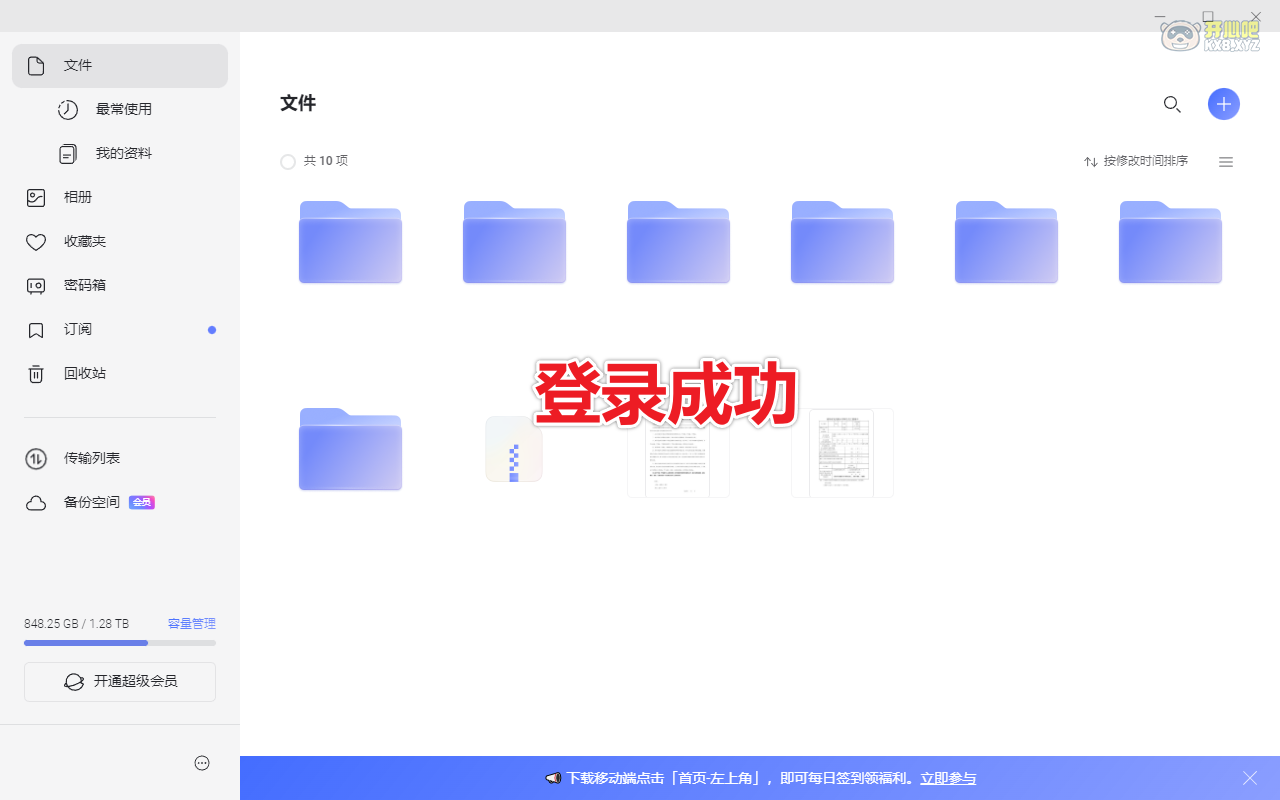 开心吧
KXB.XYZ
文件
最常使用
我的资料
相册
收藏夹
密码箱
订阅
回收站
传输列表
备份空间 会员
848.25 GB / 1.28 TB 容量管理
开通超级会员
文件
共 10 项
按修改时间排序
登录成功
下载移动端点击「首页-左上角」，即可每日签到领福利。立即参与